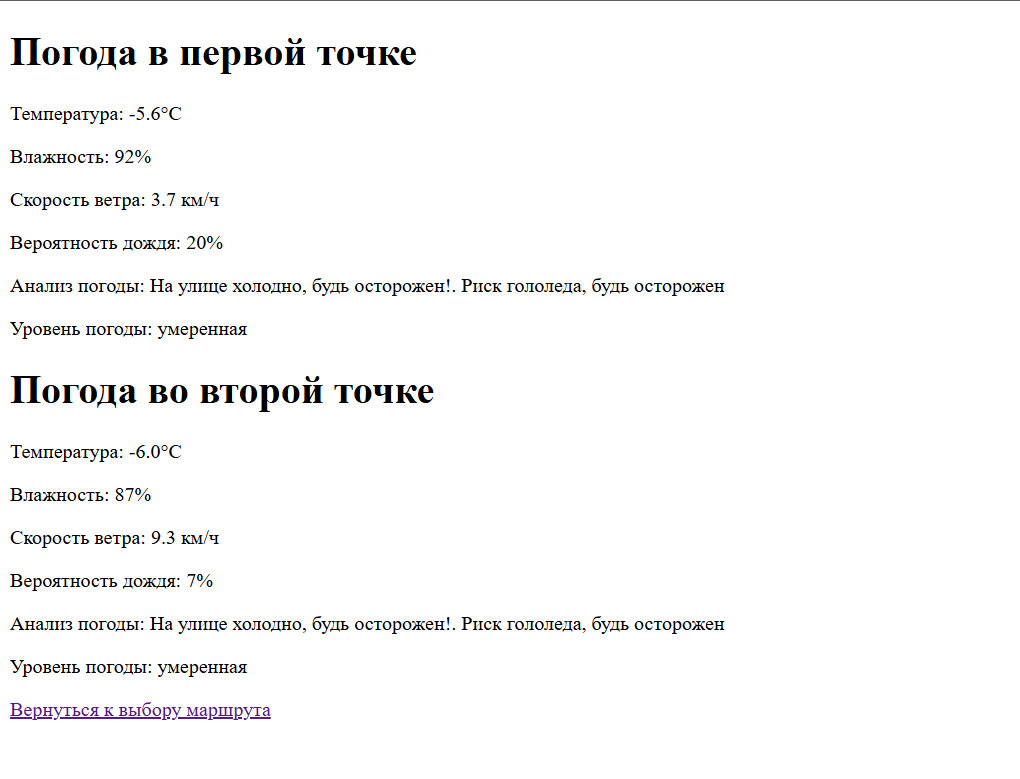 Погода в первой точке
Температура: -5.6°C
Влажность: 92%
Скорость ветра: 3.7 км/ч
Вероятность дождя: 20%
Анализ погоды: На улице холодно, будь осторожен!. Риск гололеда, будь осторожен
Уровень погоды: умеренная
Погода во второй точке
Температура: -6.0°C
Влажность: 87%
Скорость ветра: 9.3 км/ч
Вероятность дождя: 7%
Анализ погоды: На улице холодно, будь осторожен!. Риск гололеда, будь осторожен
Уровень погоды: умеренная
Вернуться к выбору маршрута